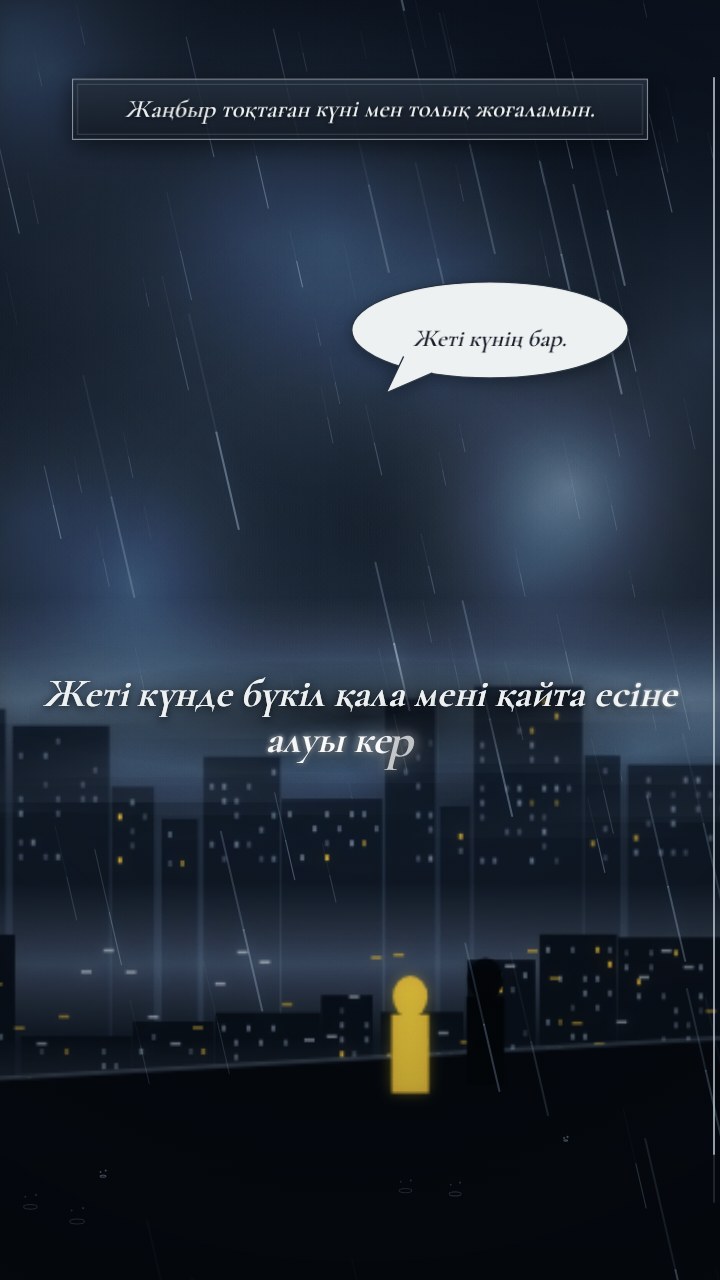 Жаңбыр тоқтаған күні мен толық жоғаламын.
Жеті күнің бар.
Жеті күнде бүкіл қала мені қайта есіне
алуы кер